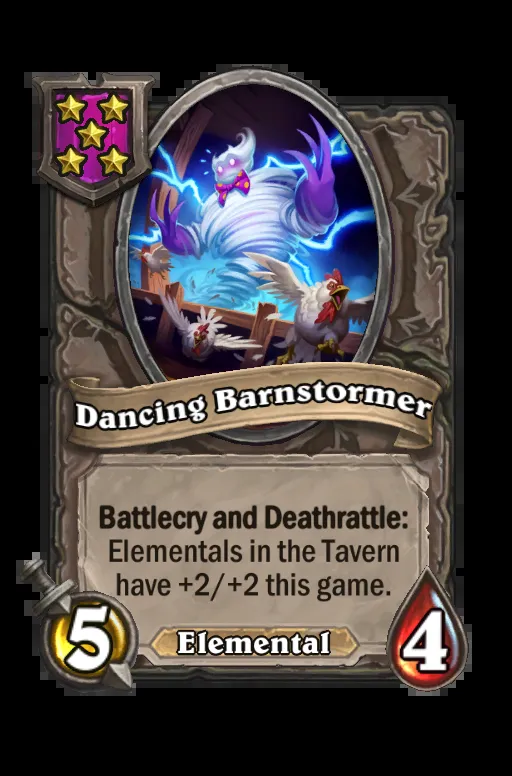 Dancing Barnstormer
Battlecry and Deathrattle:
Elementals in the Tavern
have +2/+2 this game.
5
Elemental
4